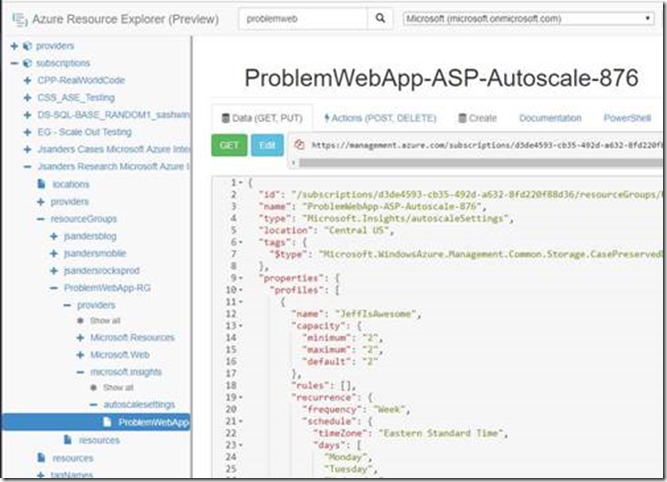 Azure Resource Explorer (Preview)
problemweb
Microsoft (microsoft.onmicrosoft.com)
providers
subscriptions
CPP-RealWorldCode
CSS_ASE_Testing
DS-SQL-BASE_RANDOM1_sashwin
EG - Scale Out Testing
Jsanders Cases Microsoft Azure Inter
Jsanders Research Microsoft Azure I
locations
providers
resourceGroups
jsandersblog
jsandersmobile
jsandersrocksprod
ProblemWebApp-RG
providers
Show all
Microsoft.Resources
Microsoft.Web
microsoft.insights
Show all
autoscalesettings
ProblemWebApp-
resources
resources
tagNames
ProblemWebApp-ASP-Autoscale-876
Data (GET, PUT)
Actions (POST, DELETE)
Create
Documentation
PowerShell
GET
Edit
https://management.azure.com/subscriptions/d3de4593-cb35-492d-a632-8fd220f8
1 {
2 "id": "/subscriptions/d3de4593-cb35-492d-a632-8fd220f88d36/resourceGroups/
3 "name": "ProblemWebApp-ASP-Autoscale-876",
4 "type": "Microsoft.Insights/autoscaleSettings",
5 "location": "Central US",
6 "tags": {
7 "$type": "Microsoft.WindowsAzure.Management.Common.Storage.CasePreserved
8 },
9 "properties": {
10 "profiles": [
11 {
12 "name": "JeffIsAwesome",
13 "capacity": {
14 "minimum": "2",
15 "maximum": "2",
16 "default": "2"
17 },
18 "rules": [],
19 "recurrence": {
20 "frequency": "Week",
21 "schedule": {
22 "timeZone": "Eastern Standard Time",
23 "days": [
24 "Monday",
25 "Tuesday",